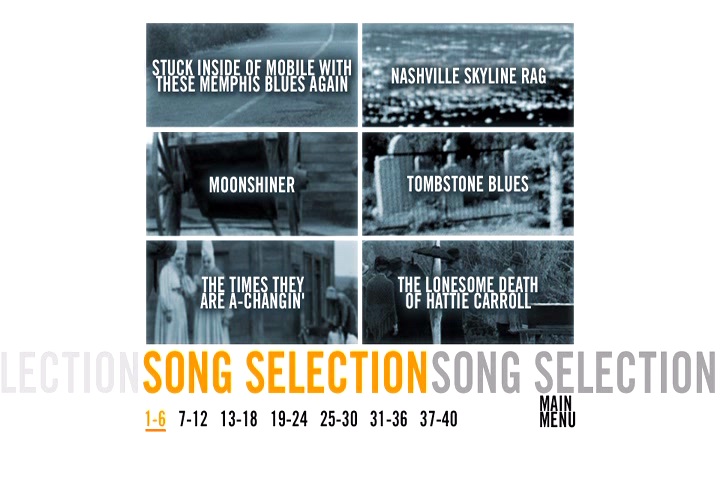 STUCK INSIDE OF MOBILE WITH
THESE MEMPHIS BLUES AGAIN
NASHVILLE SKYLINE RAG
MOONSHINER
TOMBSTONE BLUES
THE TIMES THEY
ARE A-CHANGIN'
THE LONESOME DEATH
OF HATTIE CARROLL
LECTION SONG SELECTION SONG SELECTION
1-6 7-12 13-18 19-24 25-30 31-36 37-40
MAIN
MENU